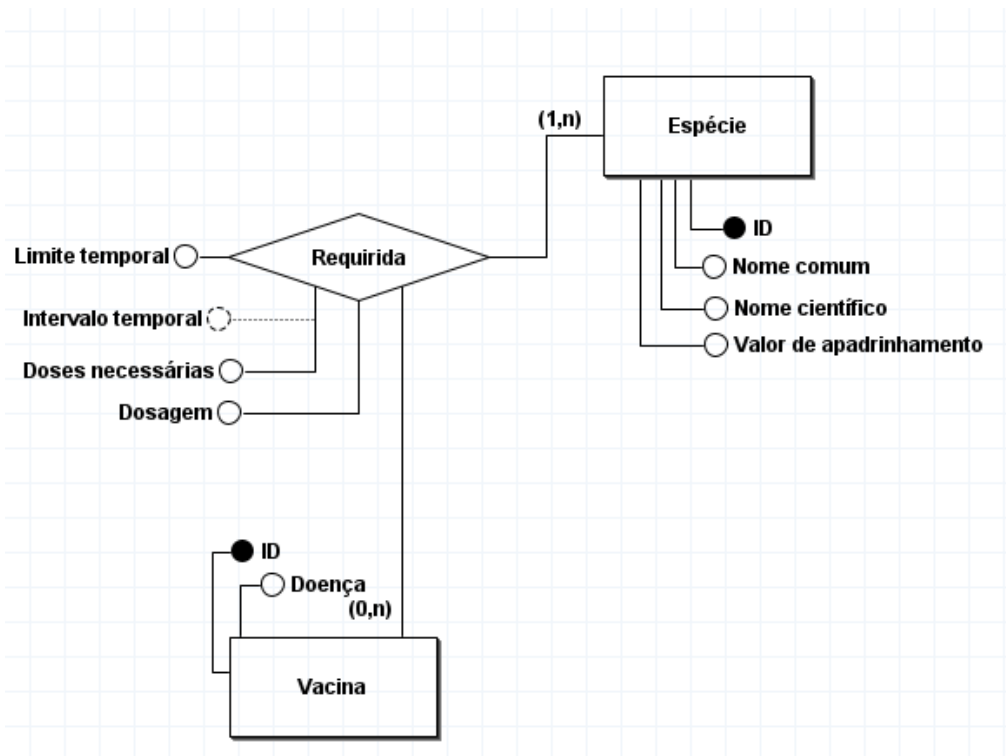 Espécie
(1,n)
ID
Nome comum
Nome científico
Valor de apadrinhamento
Requirida
Limite temporal
Intervalo temporal
Doses necessárias
Dosagem
ID
Doença
(0,n)
Vacina